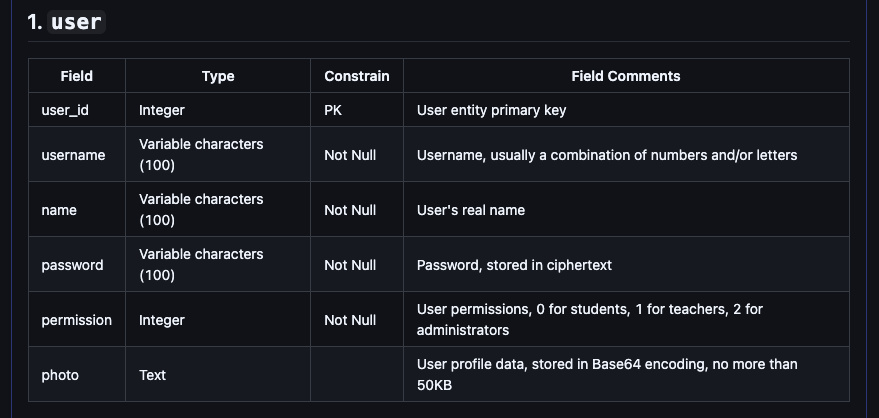 1. user
Field Type Constrain Field Comments
user_id Integer PK User entity primary key
username Variable characters (100) Not Null Username, usually a combination of numbers and/or letters
name Variable characters (100) Not Null User's real name
password Variable characters (100) Not Null Password, stored in ciphertext
permission Integer Not Null User permissions, 0 for students, 1 for teachers, 2 for administrators
photo Text User profile data, stored in Base64 encoding, no more than 50KB